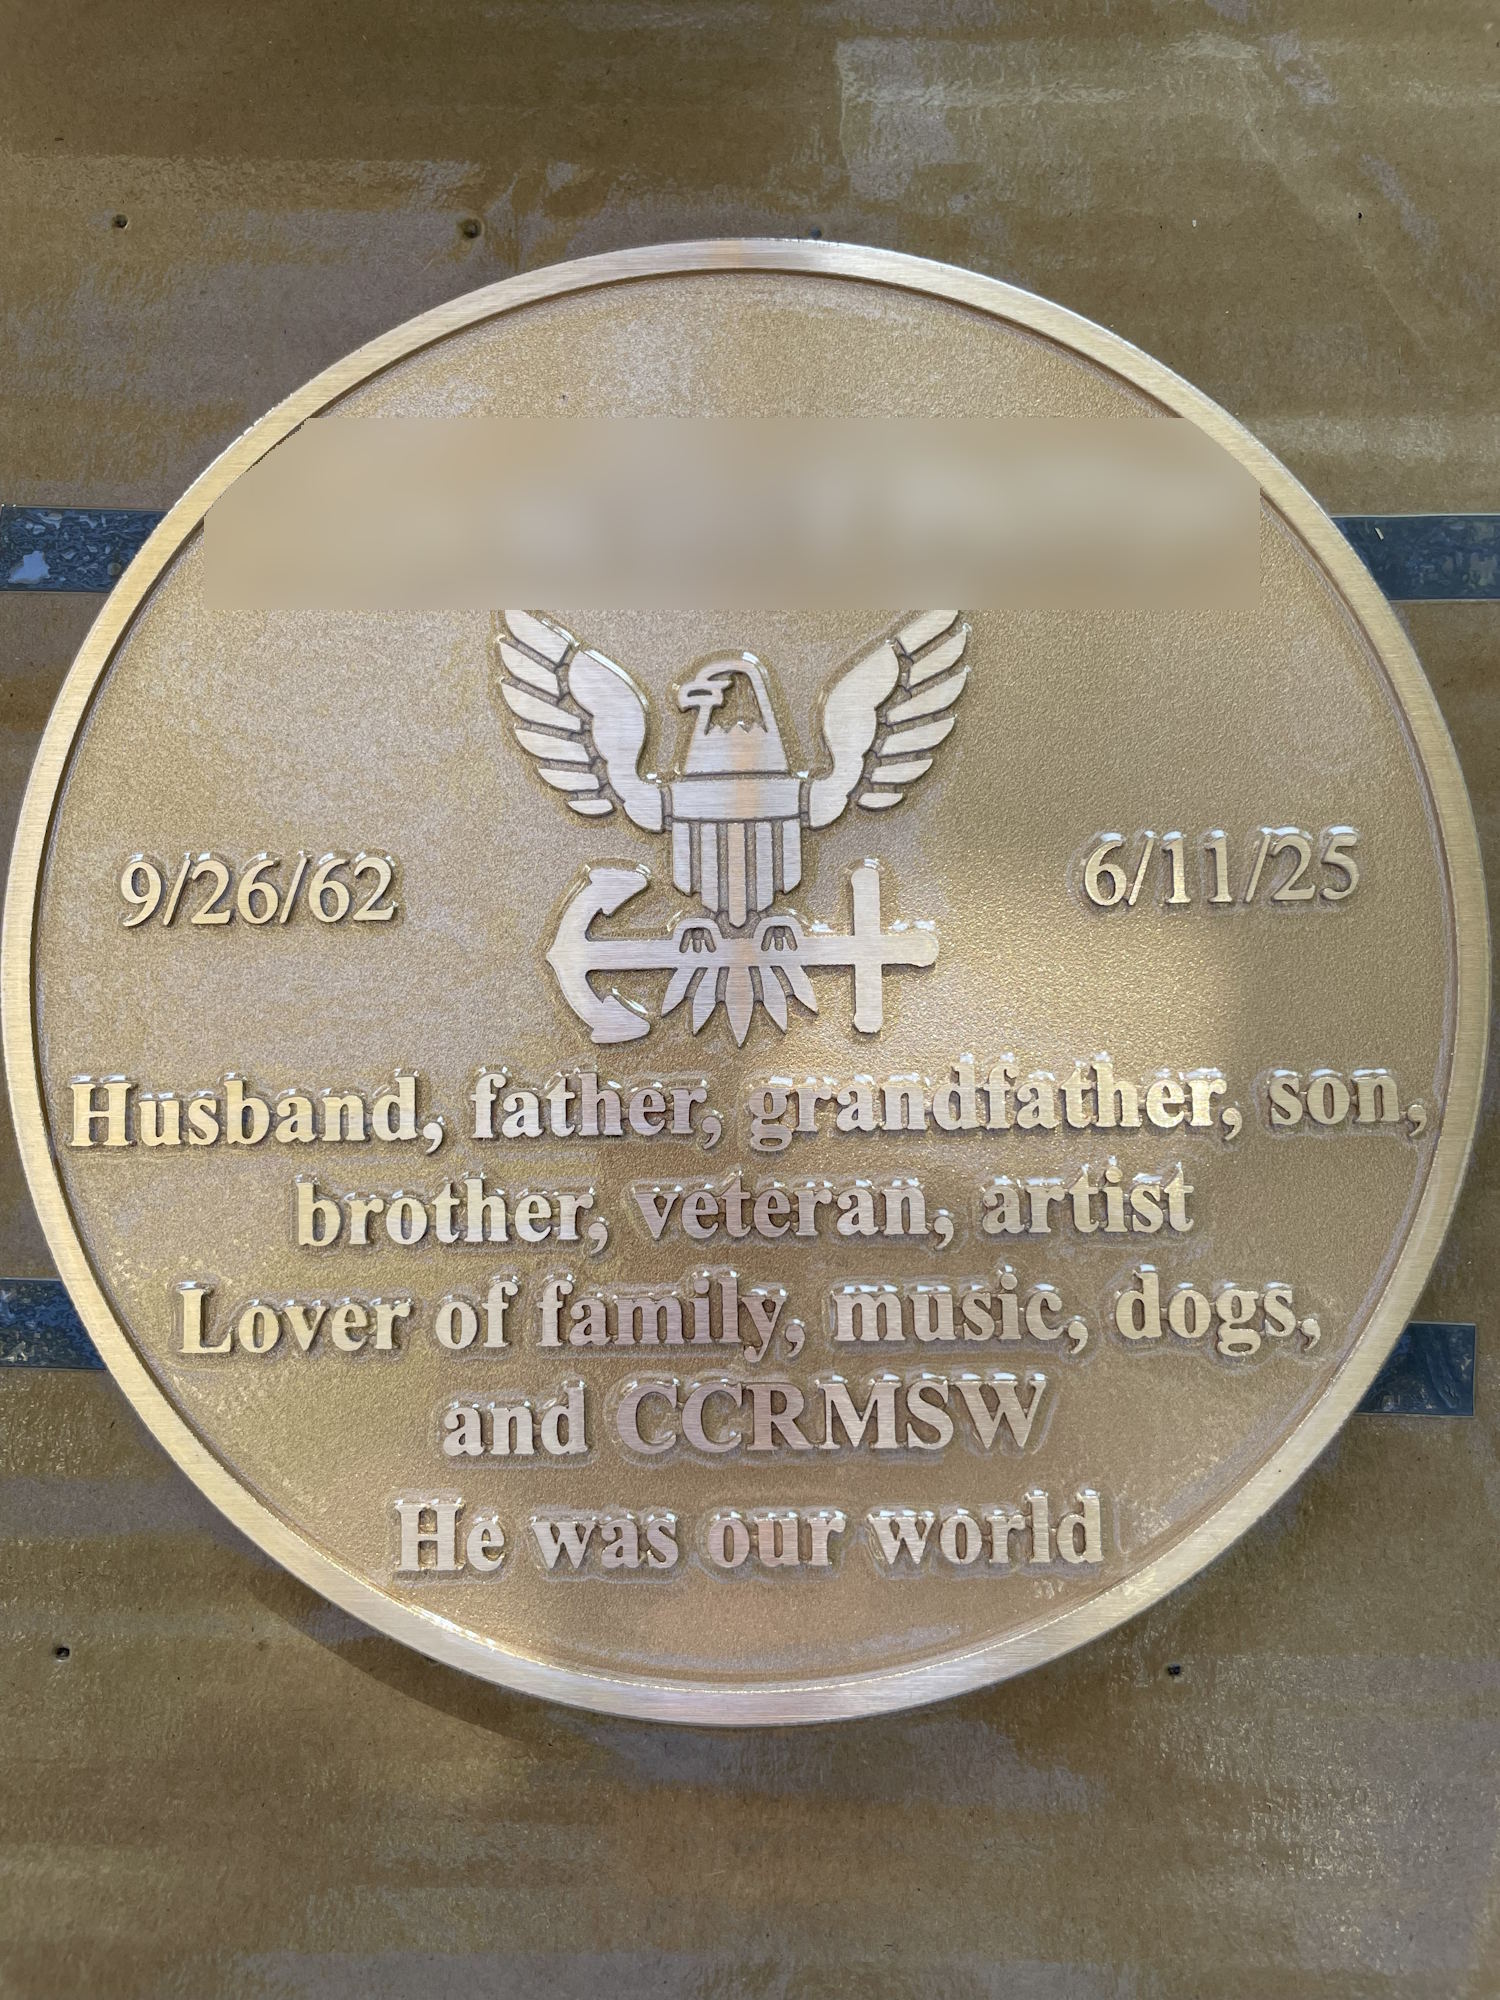 9/26/62 6/11/25
Husband, father, grandfather, son,
brother, veteran, artist
Lover of family, music, dogs,
and CCRMSW
He was our world